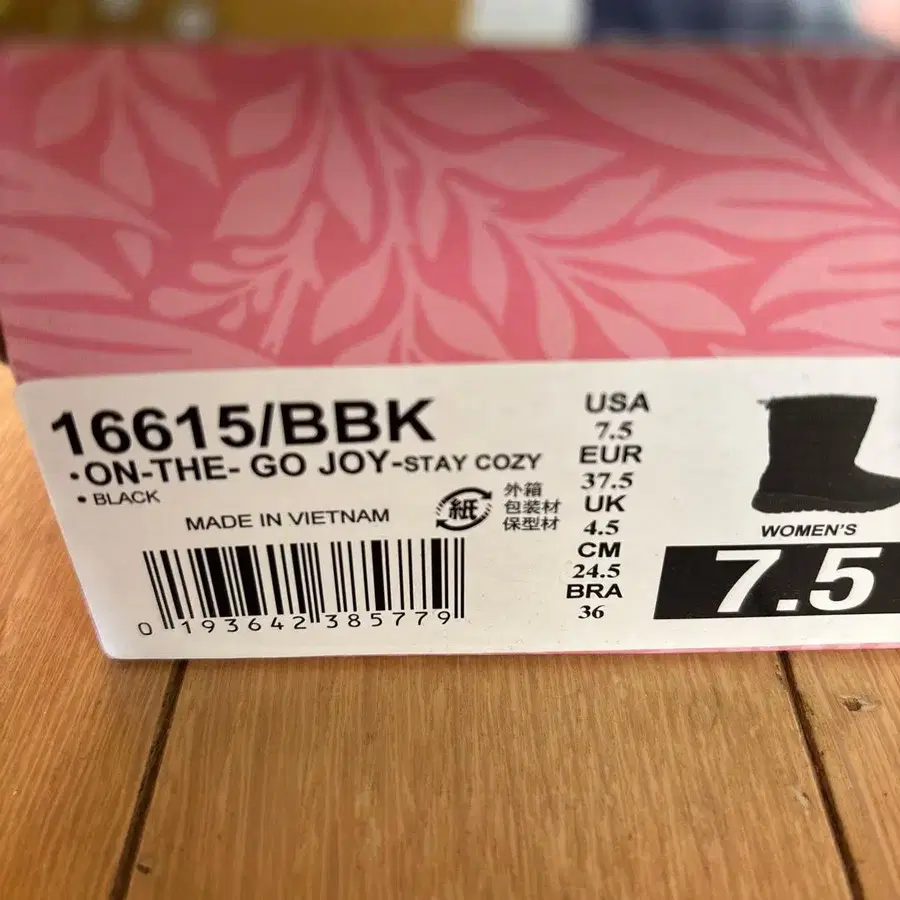 16615/BBK
•ON-THE- GO JOY-STAY COZY
• BLACK
MADE IN VIETNAM
紙
外箱
包装材
保型材
0 193642 385779
USA
7.5
EUR
37.5
UK
4.5
CM
24.5
BRA
36
WOMEN'S
7.5